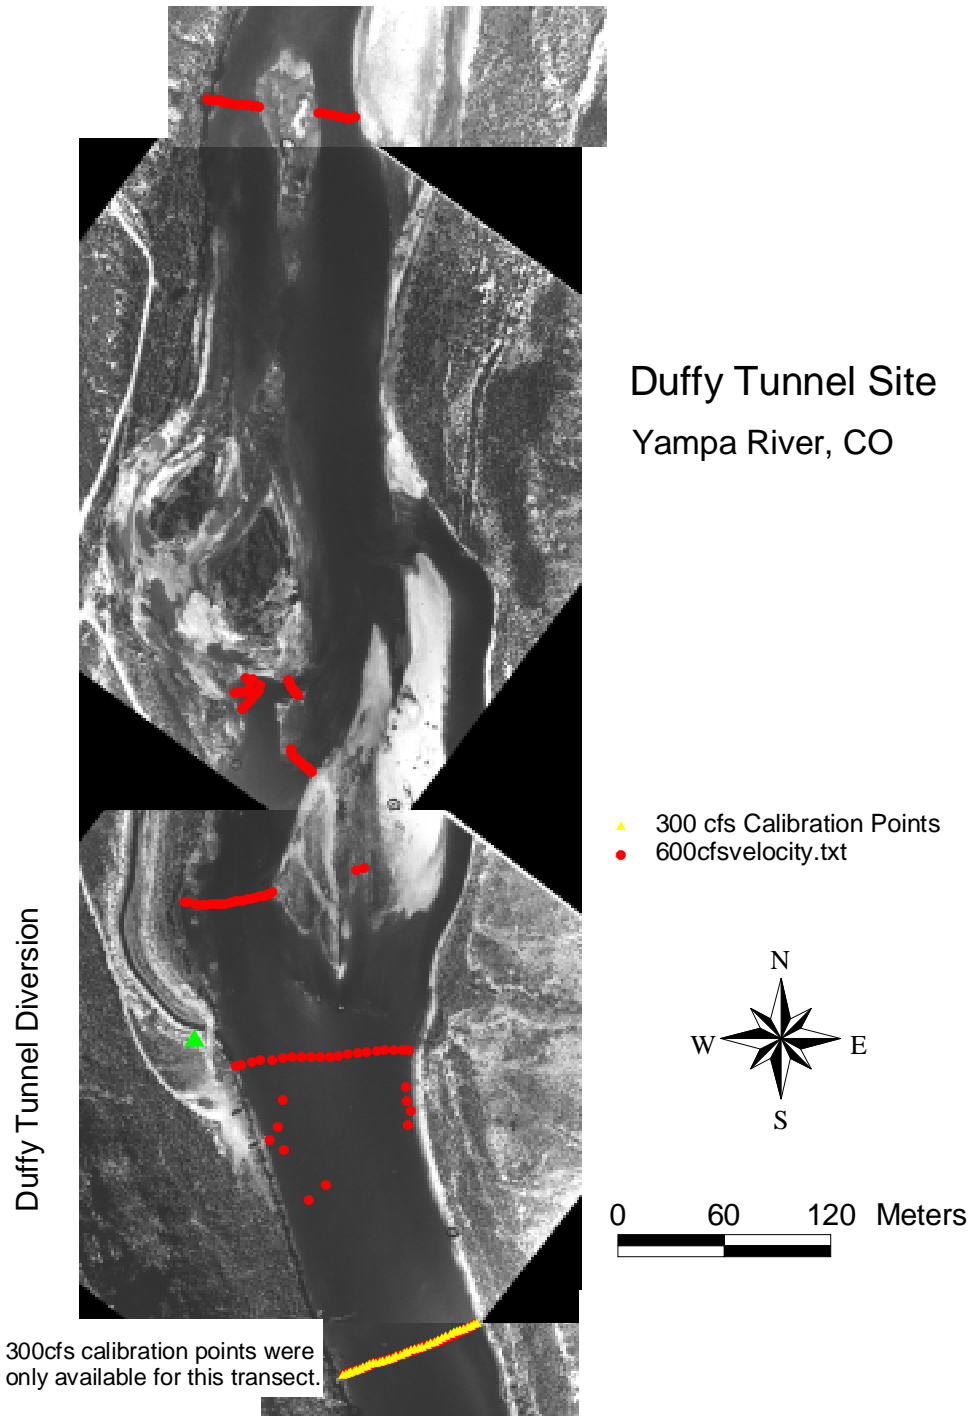 Duffy Tunnel Site
Yampa River, CO
300 cfs Calibration Points
600cfsvelocity.txt
Duffy Tunnel Diversion
N
W
E
S
0 60 120 Meters
300cfs calibration points were
only available for this transect.